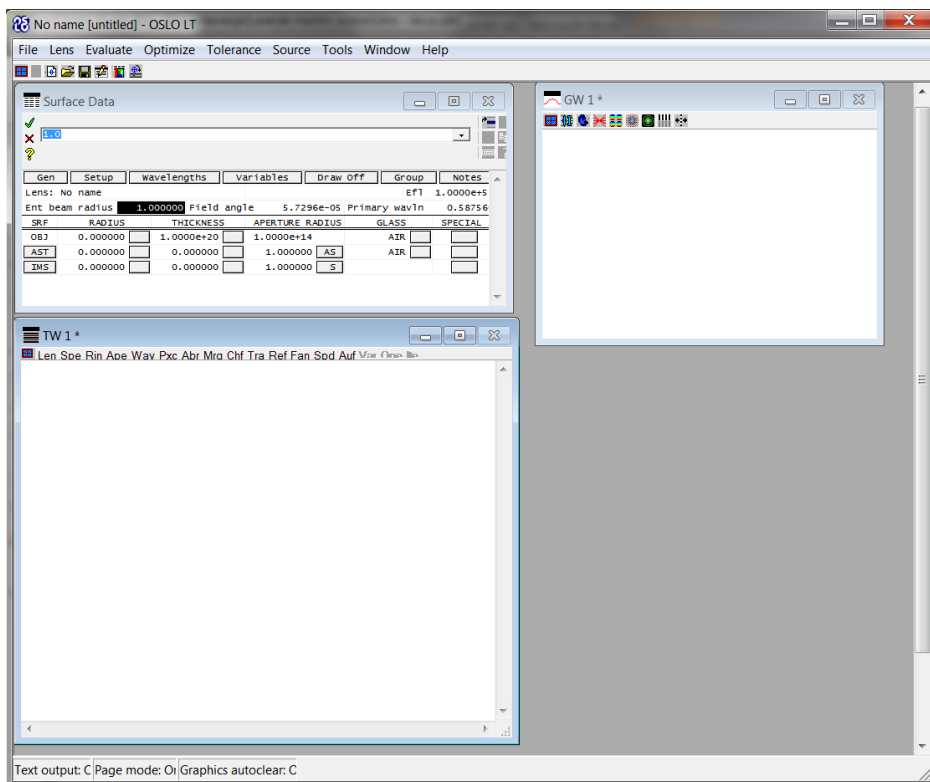 No name [untitled] - OSLO LT
File Lens Evaluate Optimize Tolerance Source Tools Window Help
Surface Data
1.0
Gen Setup Wavelengths Variables Draw Off Group Notes
Lens: No name Efl 1.0000e+5
Ent beam radius 1.000000 Field angle 5.7296e-05 Primary wavln 0.58756
SRF RADIUS THICKNESS APERTURE RADIUS GLASS SPECIAL
OBJ 0.000000 1.0000e+20 1.0000e+14 AIR
AST 0.000000 0.000000 1.000000 AS AIR
IMS 0.000000 0.000000 1.000000 S
GW 1 *
TW 1 *
Len Spe Rin Ape Wav Pxc Abr Mrg Chf Tra Ref Fan Spd Auf Var Ope Ite
Text output: C Page mode: Or Graphics autoclear: C